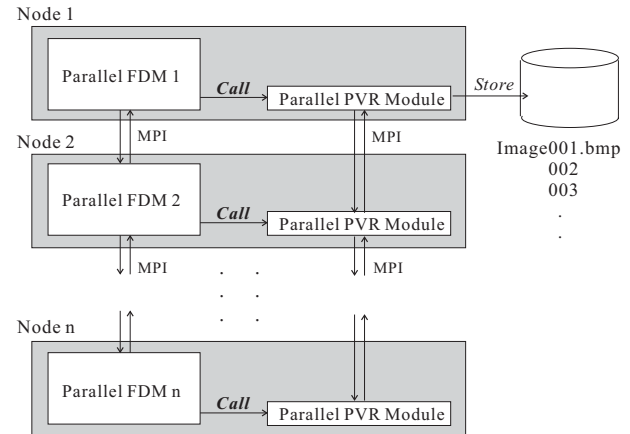 Node 1
Parallel FDM 1
Call
Parallel PVR Module
Store
MPI
MPI
Image001.bmp
002
003
.
.
Node 2
Parallel FDM 2
Call
Parallel PVR Module
MPI
MPI
. .
. .
. .
Node n
Parallel FDM n
Call
Parallel PVR Module